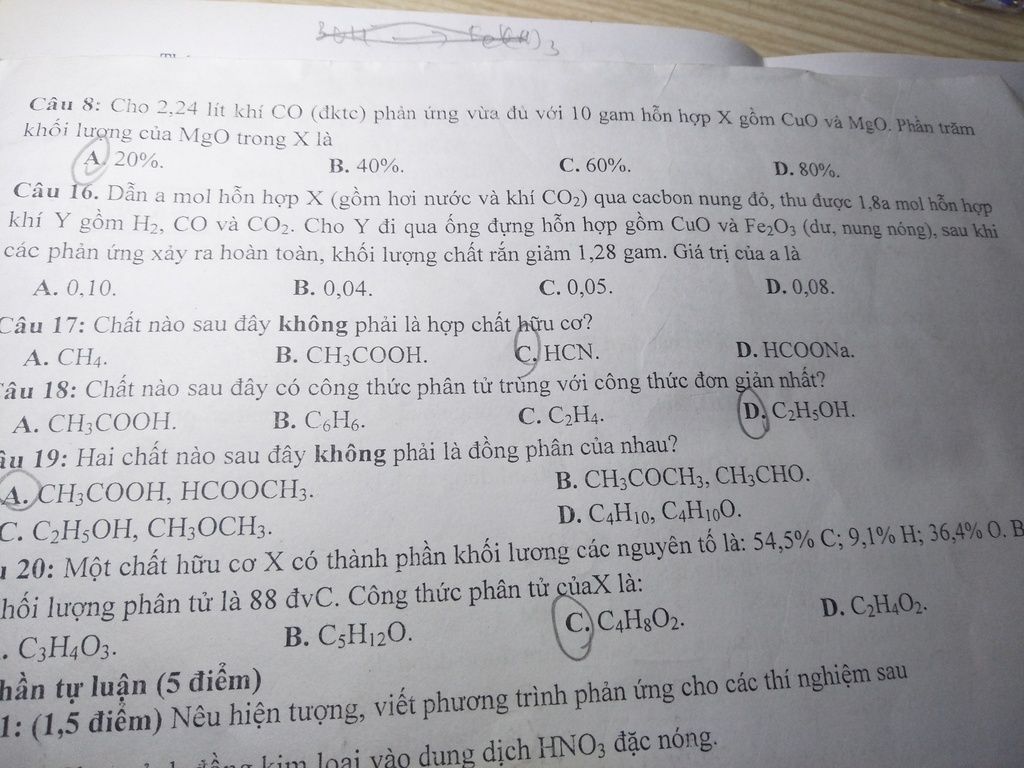 Câu 8: Cho 2,24 lít khí CO (đktc) phản ứng vừa đủ với 10 gam hỗn hợp X gồm CuO và MgO. Phần trăm
khối lượng của MgO trong X là
A. 20%. B. 40%. C. 60%. D. 80%.
Câu 16. Dẫn a mol hỗn hợp X (gồm hơi nước và khí CO₂) qua cacbon nung đỏ, thu được 1,8a mol hỗn hợp
khí Y gồm H₂, CO và CO₂. Cho Y đi qua ống đựng hỗn hợp gồm CuO và Fe₂O₃ (dư, nung nóng), sau khi
các phản ứng xảy ra hoàn toàn, khối lượng chất rắn giảm 1,28 gam. Giá trị của a là
A. 0,10. B. 0,04. C. 0,05. D. 0,08.
Câu 17: Chất nào sau đây không phải là hợp chất hữu cơ?
A. CH₄. B. CH₃COOH. C. HCN. D. HCOONa.
Câu 18: Chất nào sau đây có công thức phân tử trùng với công thức đơn giản nhất?
A. CH₃COOH. B. C₆H₆. C. C₂H₄. D. C₂H₅OH.
âu 19: Hai chất nào sau đây không phải là đồng phân của nhau?
A. CH₃COOH, HCOOCH₃. B. CH₃COCH₃, CH₃CHO.
C. C₂H₅OH, CH₃OCH₃. D. C₄H₁₀, C₄H₁₀O.
20: Một chất hữu cơ X có thành phần khối lương các nguyên tố là: 54,5% C; 9,1% H; 36,4% O. B
hối lượng phân tử là 88 đvC. Công thức phân tử củaX là:
. C₃H₄O₃. B. C₅H₁₂O. C. C₄H₈O₂. D. C₂H₄O₂.
hần tự luận (5 điểm)
1: (1,5 điểm) Nêu hiện tượng, viết phương trình phản ứng cho các thí nghiệm sau
kim loại vào dung dịch HNO₃ đặc nóng.